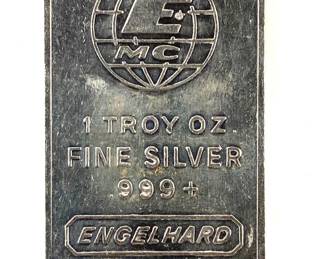 E
MC
1 TROY OZ.
FINE SILVER
.999+
ENGELHARD